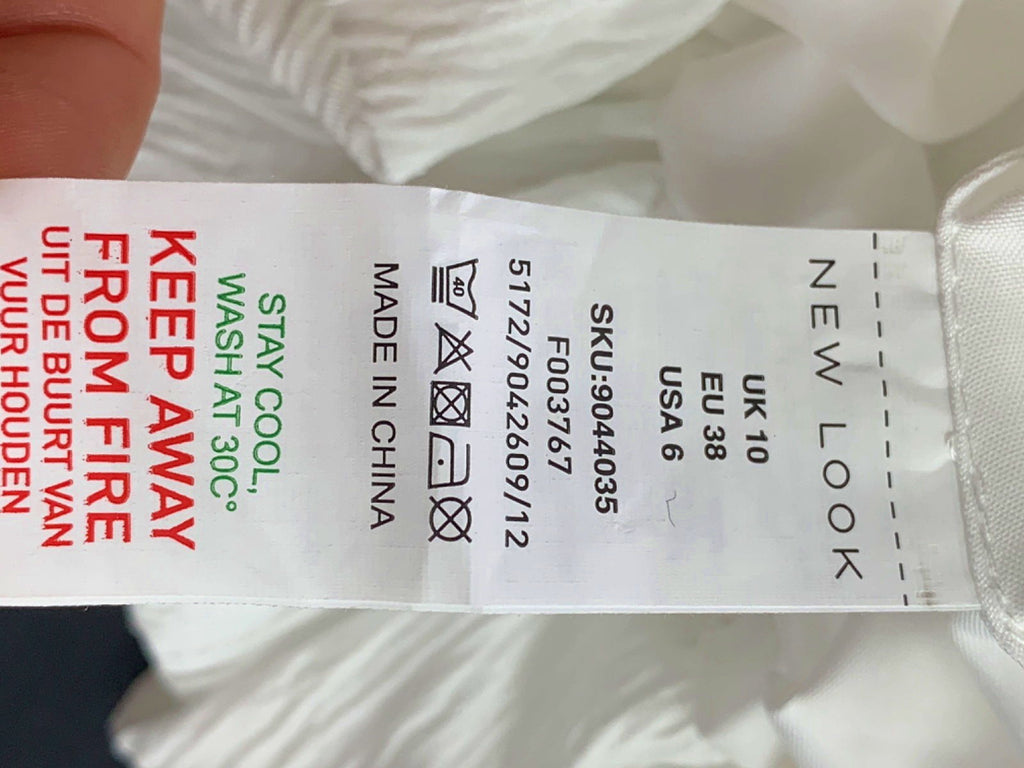 NEW LOOK
UK 10
EU 38
USA 6
SKU:9044035
F003767
5172/9042609/12
40
MADE IN CHINA
STAY COOL,
WASH AT 30C°
KEEP AWAY
FROM FIRE
UIT DE BUURT VAN
VUUR HOUDEN